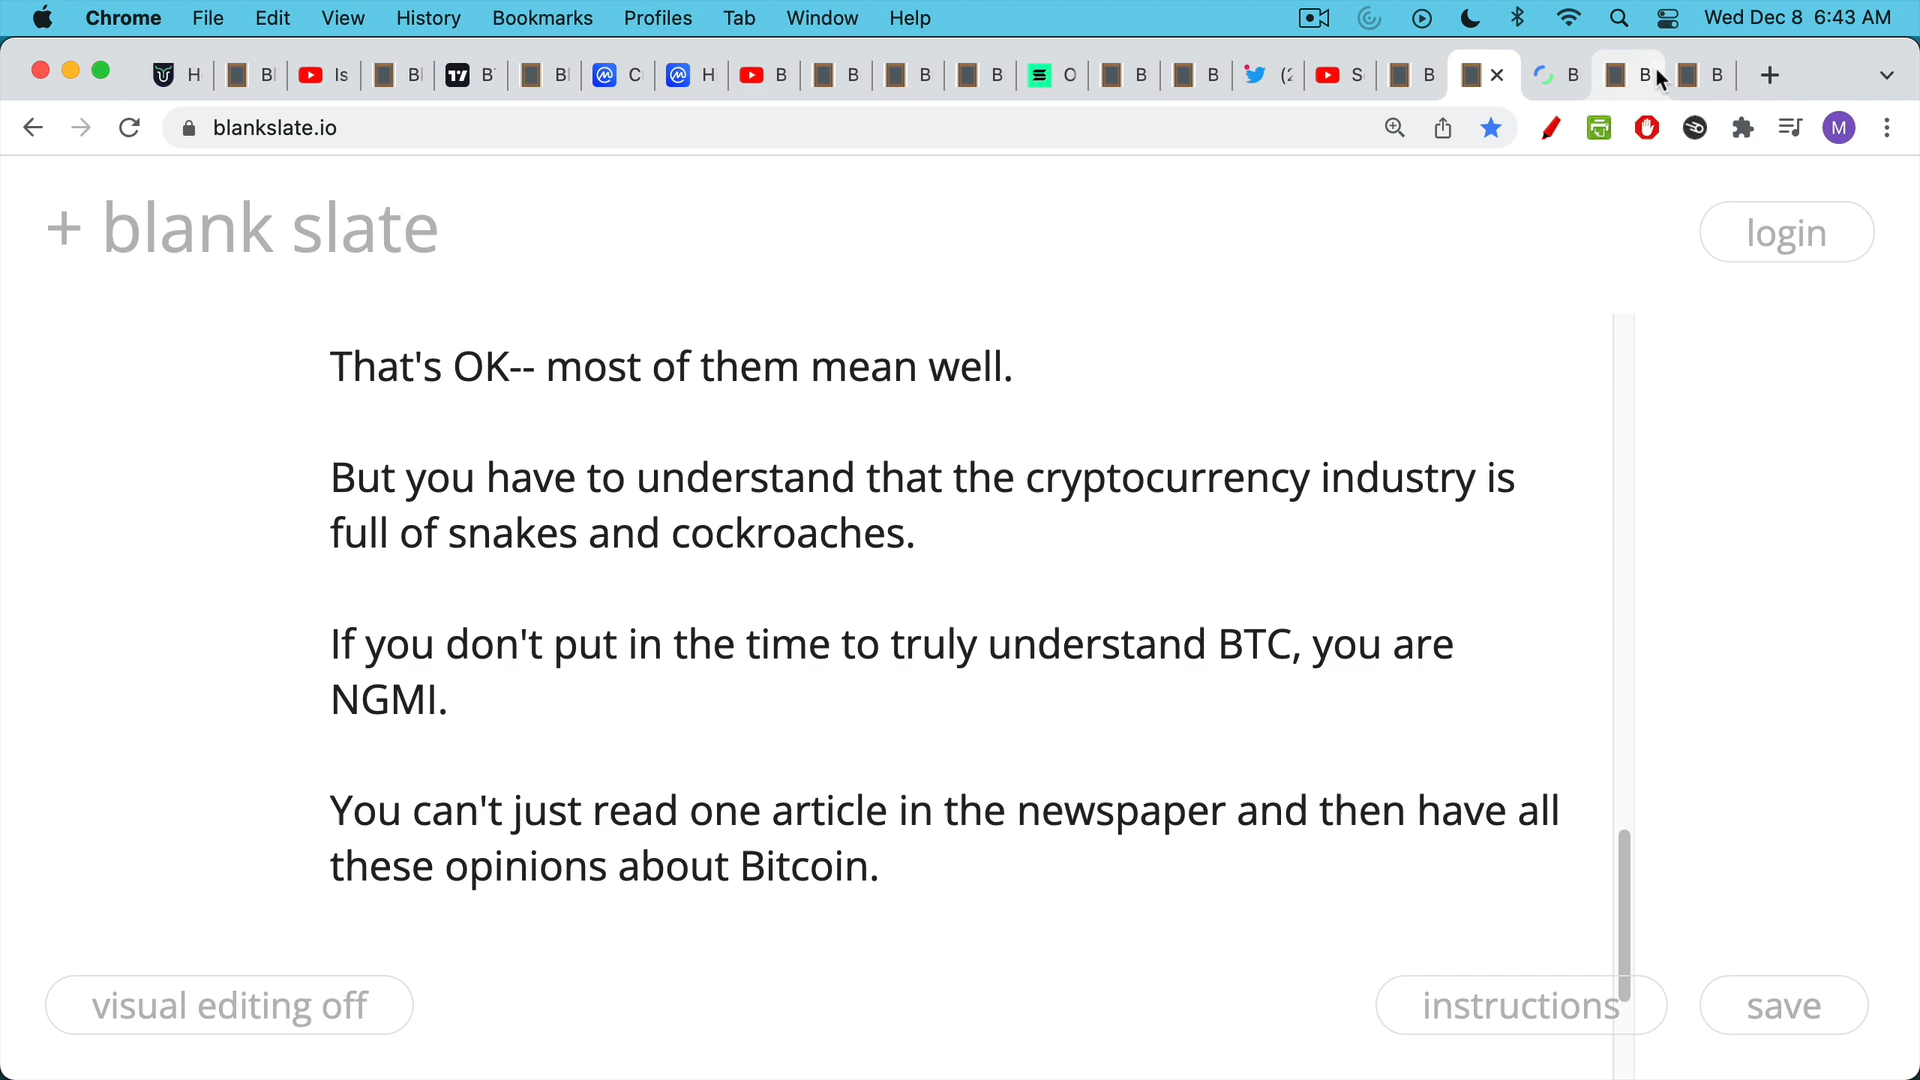 Chrome File Edit View History Bookmarks Profiles Tab Window Help Wed Dec 8 6:43 AM
H B Is B B B C H B B B B O B B (2 S B B B B +
blankslate.io M
+ blank slate login
That's OK-- most of them mean well.
But you have to understand that the cryptocurrency industry is
full of snakes and cockroaches.
If you don't put in the time to truly understand BTC, you are
NGMI.
You can't just read one article in the newspaper and then have all
these opinions about Bitcoin.
visual editing off instructions save